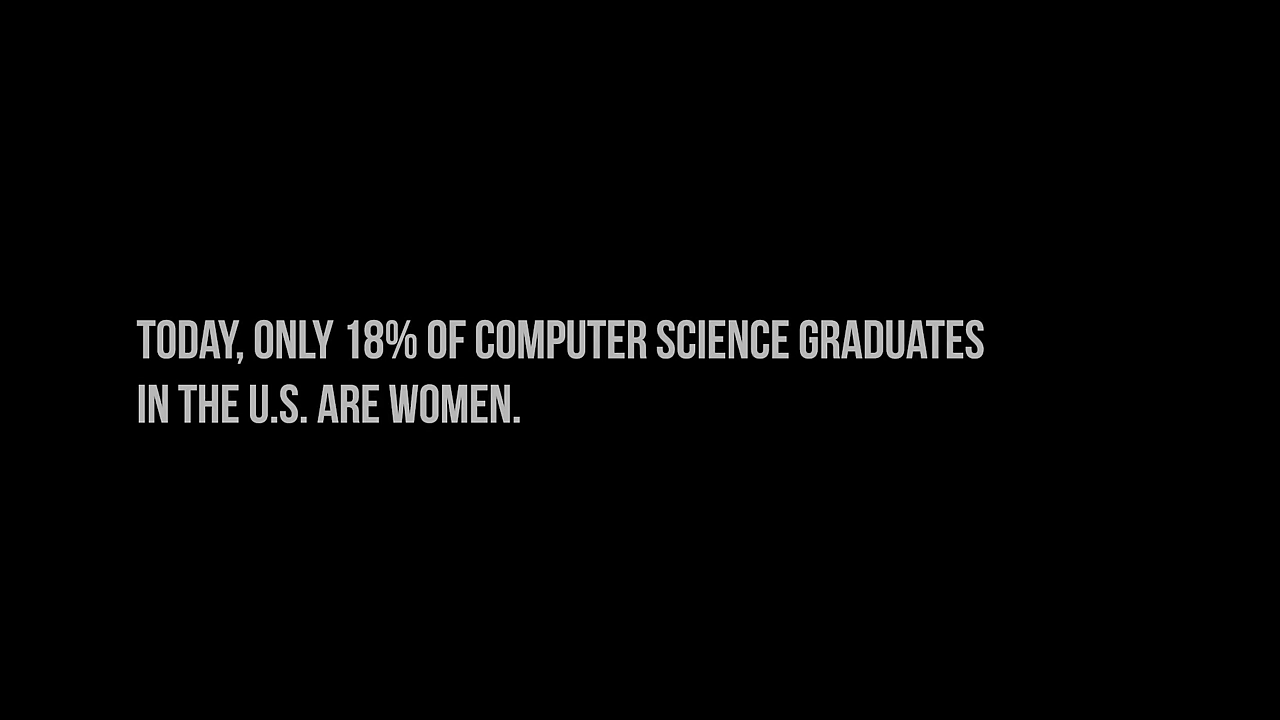 TODAY, ONLY 18% OF COMPUTER SCIENCE GRADUATES
IN THE U.S. ARE WOMEN.